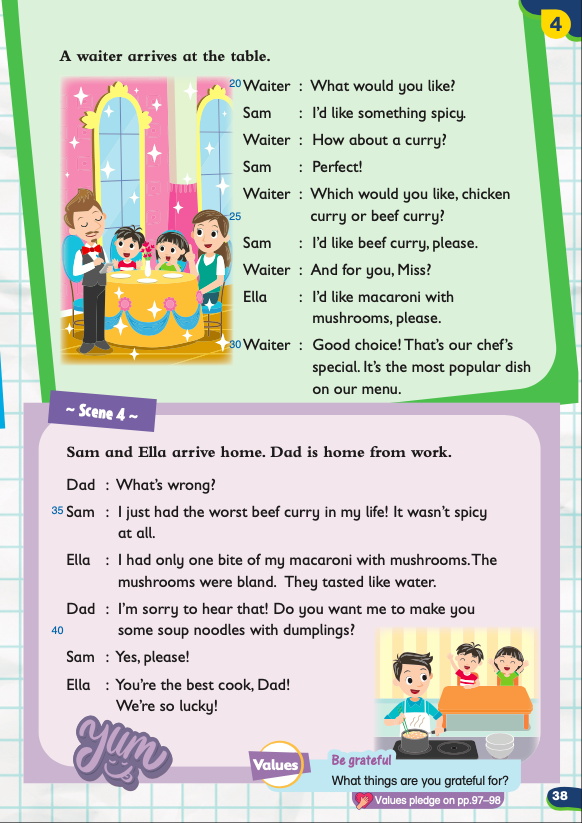 4
A waiter arrives at the table.
20 Waiter : What would you like?
Sam : I'd like something spicy.
Waiter : How about a curry?
Sam : Perfect!
Waiter : Which would you like, chicken
25 curry or beef curry?
Sam : I'd like beef curry, please.
Waiter : And for you, Miss?
Ella : I'd like macaroni with
mushrooms, please.
30 Waiter : Good choice! That's our chef's
special. It's the most popular dish
on our menu.
~ Scene 4 ~
Sam and Ella arrive home. Dad is home from work.
Dad : What's wrong?
35 Sam : I just had the worst beef curry in my life! It wasn't spicy
at all.
Ella : I had only one bite of my macaroni with mushrooms. The
mushrooms were bland. They tasted like water.
Dad : I'm sorry to hear that! Do you want me to make you
40 some soup noodles with dumplings?
Sam : Yes, please!
Ella : You're the best cook, Dad!
We're so lucky!
yum
Values
Be grateful
What things are you grateful for?
Values pledge on pp.97–98
38